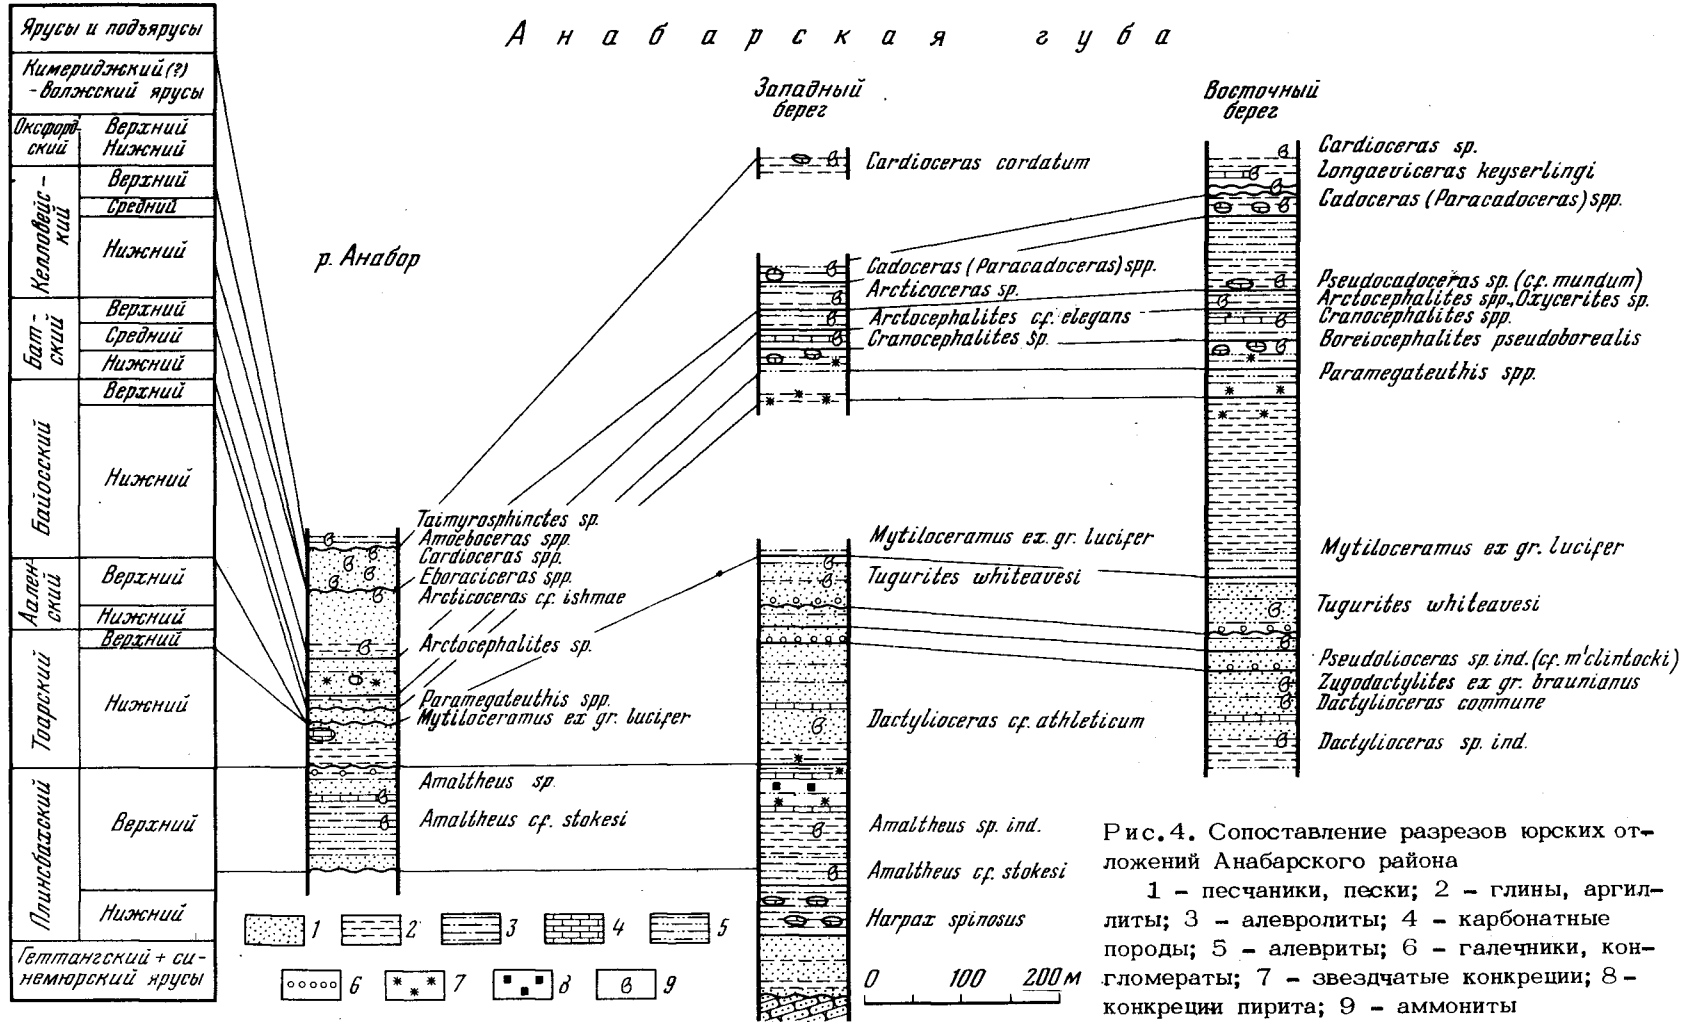 Анабарская губа
Ярусы и подъярусы
Кимериджский (?)
- волжский ярусы
Оксфорд-
ский
Верхний
Нижний
Келловейс-
кий
Верхний
Средний
Нижний
Бат-
ский
Верхний
Средний
Нижний
Байосский
Верхний
Нижний
Аален-
ский
Верхний
Нижний
Тоарский
Верхний
Нижний
Плинсбахский
Верхний
Нижний
Геттангский + си-
немюрский ярусы
р. Анабар
Taimyrosphinctes sp.
Amoeboceras spp.
Cardioceras spp.
Eboraciceras spp.
Arcticoceras cf. ishmae
Arctocephalites sp.
Paramegateuthis spp.
Mytiloceramus ex gr. lucifer
Amaltheus sp.
Amaltheus cf. stokesi
Западный
берег
Cardioceras cordatum
Cadoceras (Paracadoceras) spp.
Arcticoceras sp.
Arctocephalites cf. elegans
Cranocephalites sp.
Mytiloceramus ex. gr. lucifer
Tugurites whiteavesi
Dactylioceras cf. athleticum
Amaltheus sp. ind.
Amaltheus cf. stokesi
Harpax spinosus
Восточный
берег
Cardioceras sp.
Longaeviceras keyserlingi
Cadoceras (Paracadoceras) spp.
Pseudocadoceras sp. (cf. mundum)
Arctocephalites spp., Oxycerites sp.
Cranocephalites spp.
Boreiocephalites pseudoborealis
Paramegateuthis spp.
Mytiloceramus ex gr. lucifer
Tugurites whiteavesi
Pseudolioceras sp. ind. (cf. m'clintocki)
Zugodactylites ex gr. braunianus
Dactylioceras commune
Dactylioceras sp. ind.
1 2 3 4 5
6 7 8 9
0 100 200 м
Рис.4. Сопоставление разрезов юрских от-
ложений Анабарского района
1 - песчаники, пески; 2 - глины, аргил-
литы; 3 - алевролиты; 4 - карбонатные
породы; 5 - алевриты; 6 - галечники, кон-
гломераты; 7 - звездчатые конкреции; 8 -
конкреции пирита; 9 - аммониты